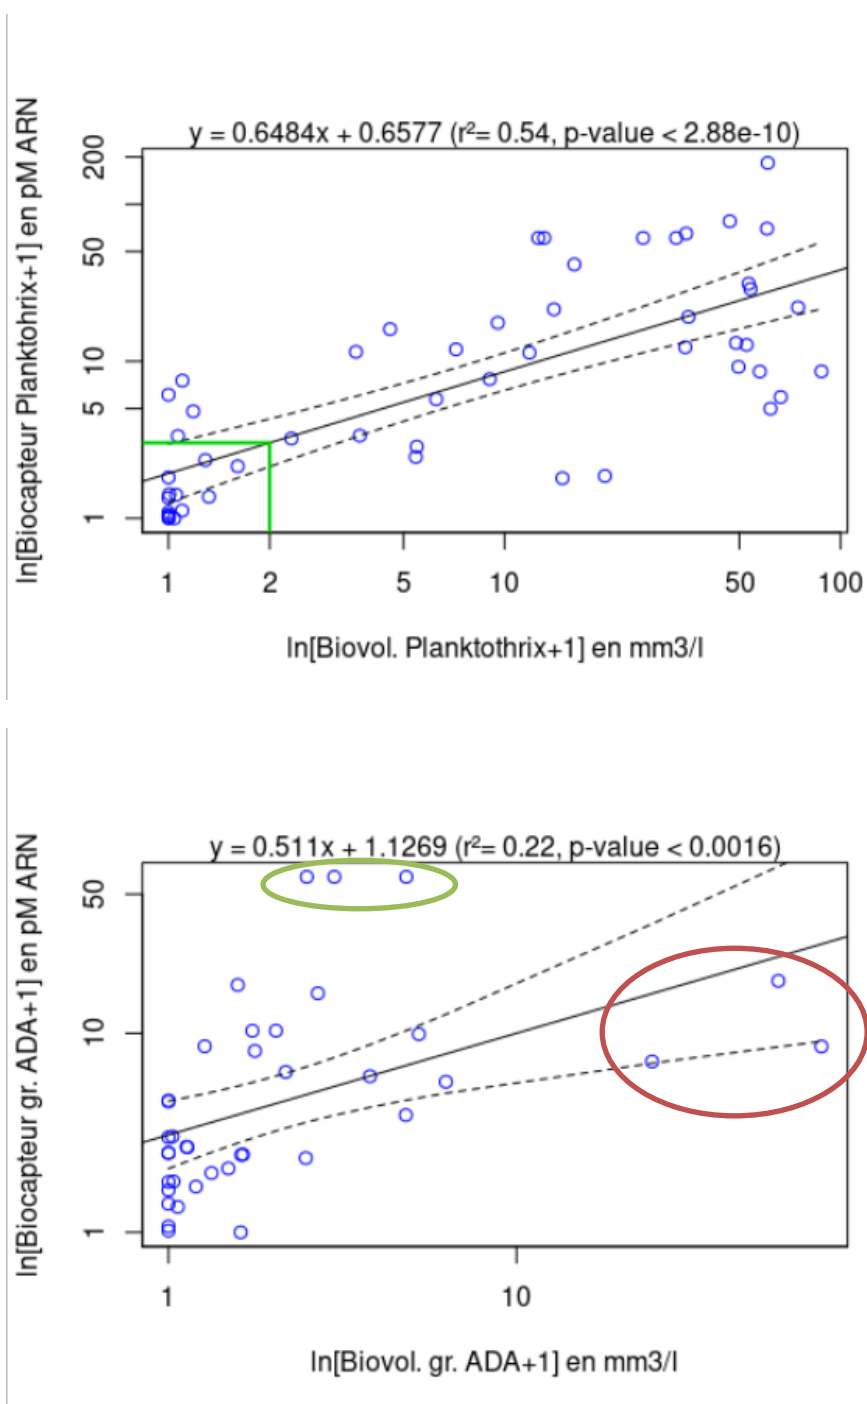 y = 0.6484x + 0.6577 (r²= 0.54, p-value < 2.88e-10)
ln[Biocapteur Planktohrix+1] en pM ARN
200
50
10
5
1
1 2 5 10 50 100
ln[Biovol. Planktothrix+1] en mm3/l
y = 0.511x + 1.1269 (r²= 0.22, p-value < 0.0016)
ln[Biocapteur gr. ADA+1] en pM ARN
50
10
1
1 10
ln[Biovol. gr. ADA+1] en mm3/l